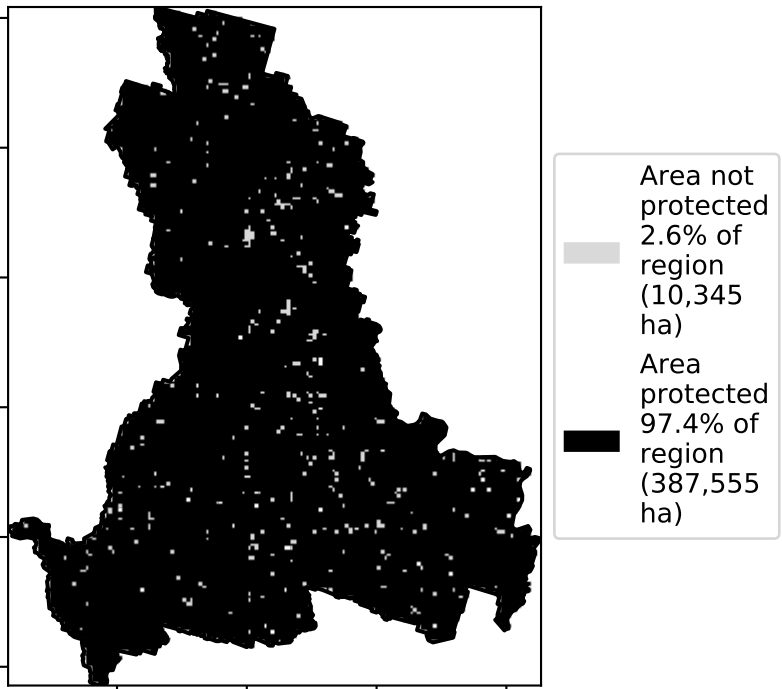 Area not
protected
2.6% of
region
(10,345
ha)
Area
protected
97.4% of
region
(387,555
ha)